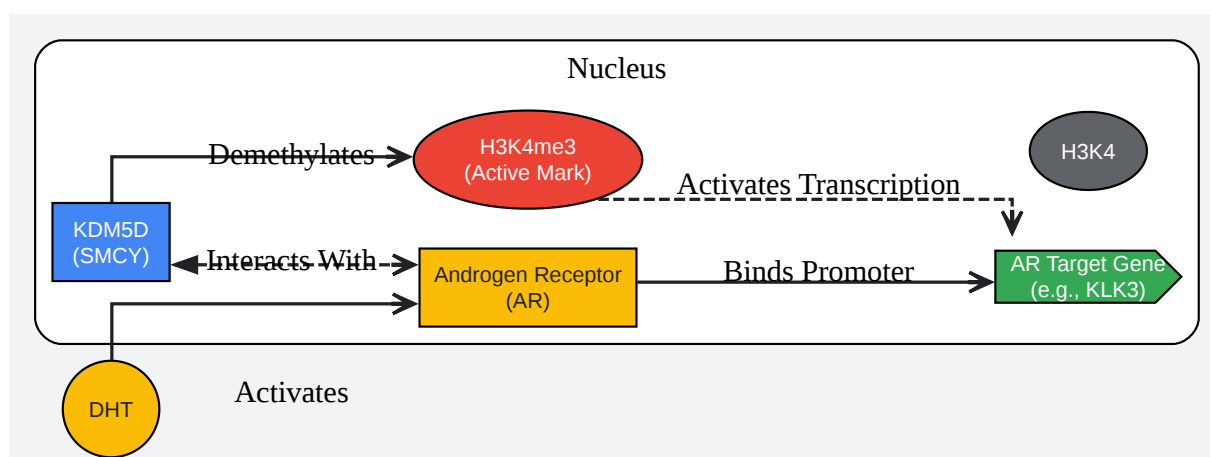 Nucleus
Demethylates
H3K4me3
(Active Mark)
H3K4
Activates Transcription
KDM5D
(SMCY)
Interacts With
Androgen Receptor
(AR)
Binds Promoter
AR Target Gene
(e.g., KLK3)
DHT
Activates